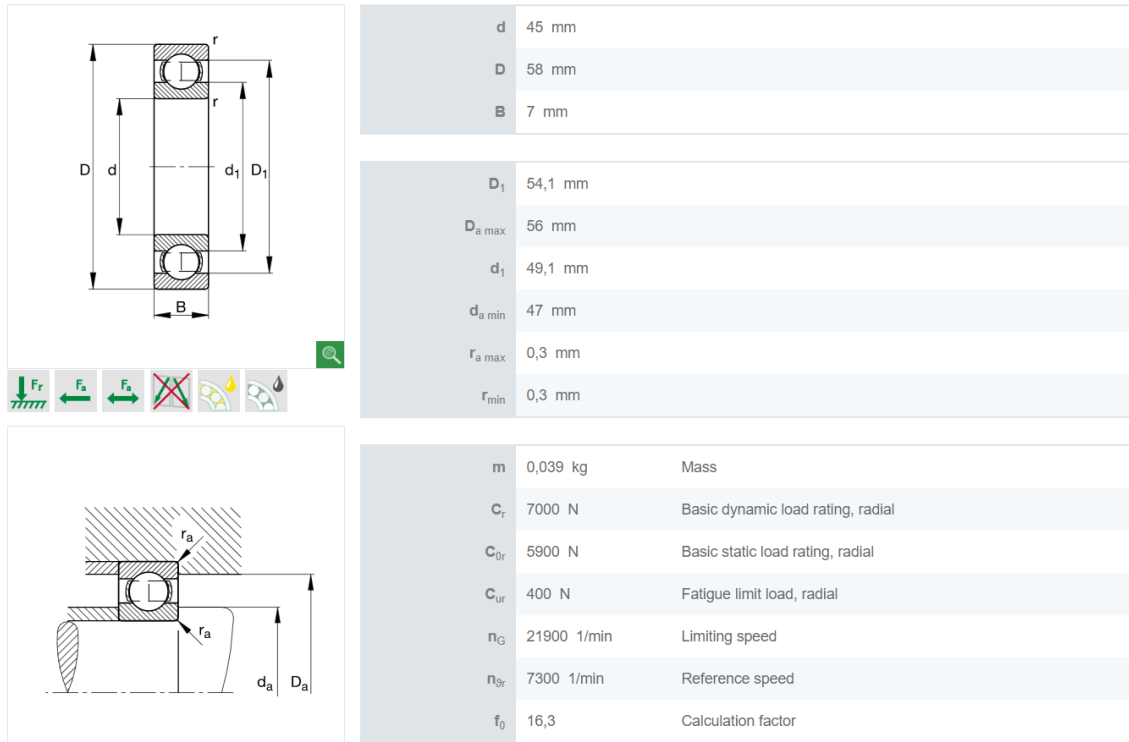 r
r
D
d
d1
D1
B
Fr
Fa
Fa
ra
ra
da
Da
d 45 mm
D 58 mm
B 7 mm
D1 54,1 mm
Da max 56 mm
d1 49,1 mm
da min 47 mm
ra max 0,3 mm
rmin 0,3 mm
m 0,039 kg Mass
Cr 7000 N Basic dynamic load rating, radial
C0r 5900 N Basic static load rating, radial
Cur 400 N Fatigue limit load, radial
nG 21900 1/min Limiting speed
nϑr 7300 1/min Reference speed
f0 16,3 Calculation factor